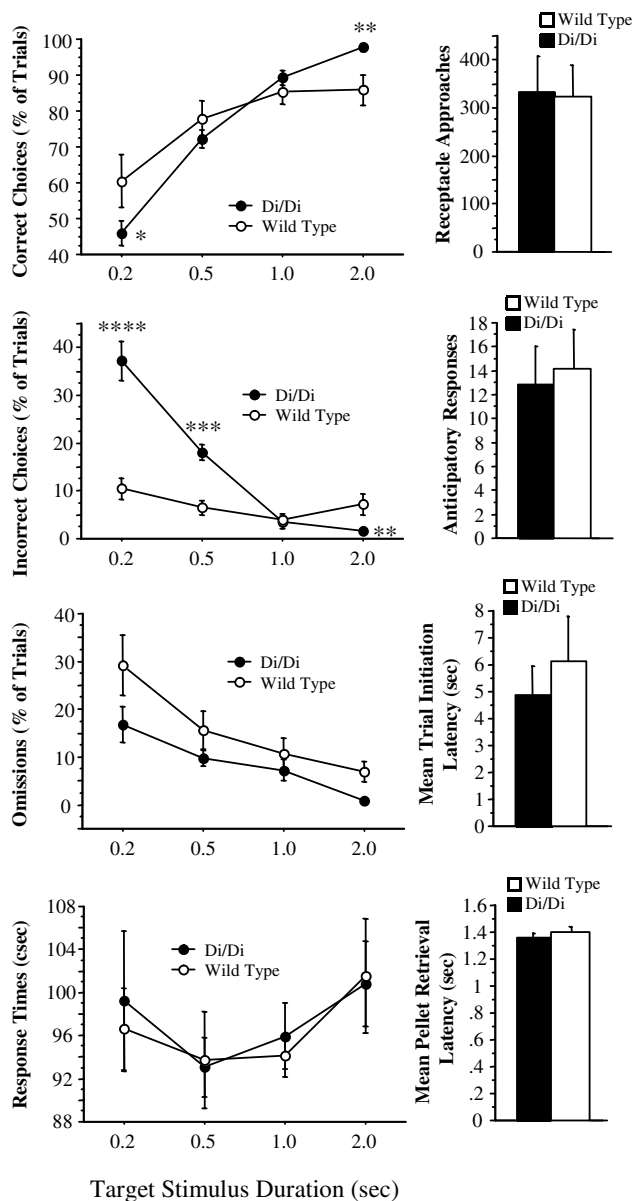 Correct Choices (% of Trials)
100
90
80
70
60
50
40
**
*
Di/Di
Wild Type
0.2 0.5 1.0 2.0
Receptacle Approaches
Wild Type
Di/Di
400
300
200
100
0
Incorrect Choices (% of Trials)
40
30
20
10
0
****
***
**
Di/Di
Wild Type
0.2 0.5 1.0 2.0
Anticipatory Responses
Wild Type
Di/Di
18
16
14
12
10
8
6
4
2
0
Omissions (% of Trials)
40
30
20
10
0
Di/Di
Wild Type
0.2 0.5 1.0 2.0
Mean Trial Initiation
Latency (sec)
Wild Type
Di/Di
8
7
6
5
4
3
2
1
0
Response Times (csec)
108
104
100
96
92
88
Di/Di
Wild Type
0.2 0.5 1.0 2.0
Mean Pellet Retrieval
Latency (sec)
Wild Type
Di/Di
1.6
1.4
1.2
1
.8
.6
.4
.2
0
Target Stimulus Duration (sec)